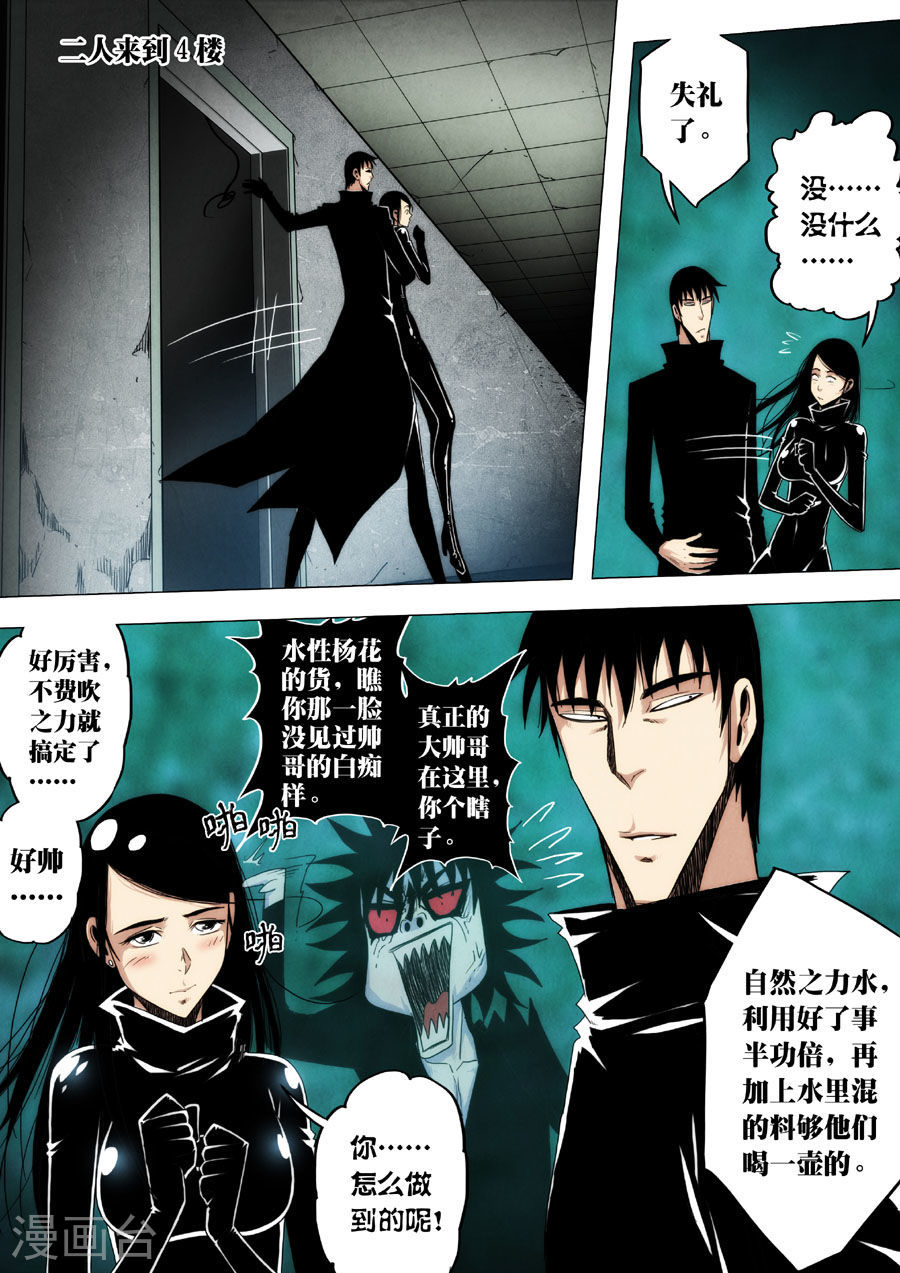 二人来到4楼
失礼
了。
没……
没什么
……
好厉害，
不费吹
之力就
搞定了
……
好帅
……
水性杨花
的货，瞧
你那一脸
没见过帅
哥的白痴
样。
真正的
大帅哥
在这里，
你个瞎
子。
啪 啪
啪
你……
怎么做
到的呢！
自然之力水，
利用好了事
半功倍，再
加上水里混
的料够他们
喝一壶的。
漫画台